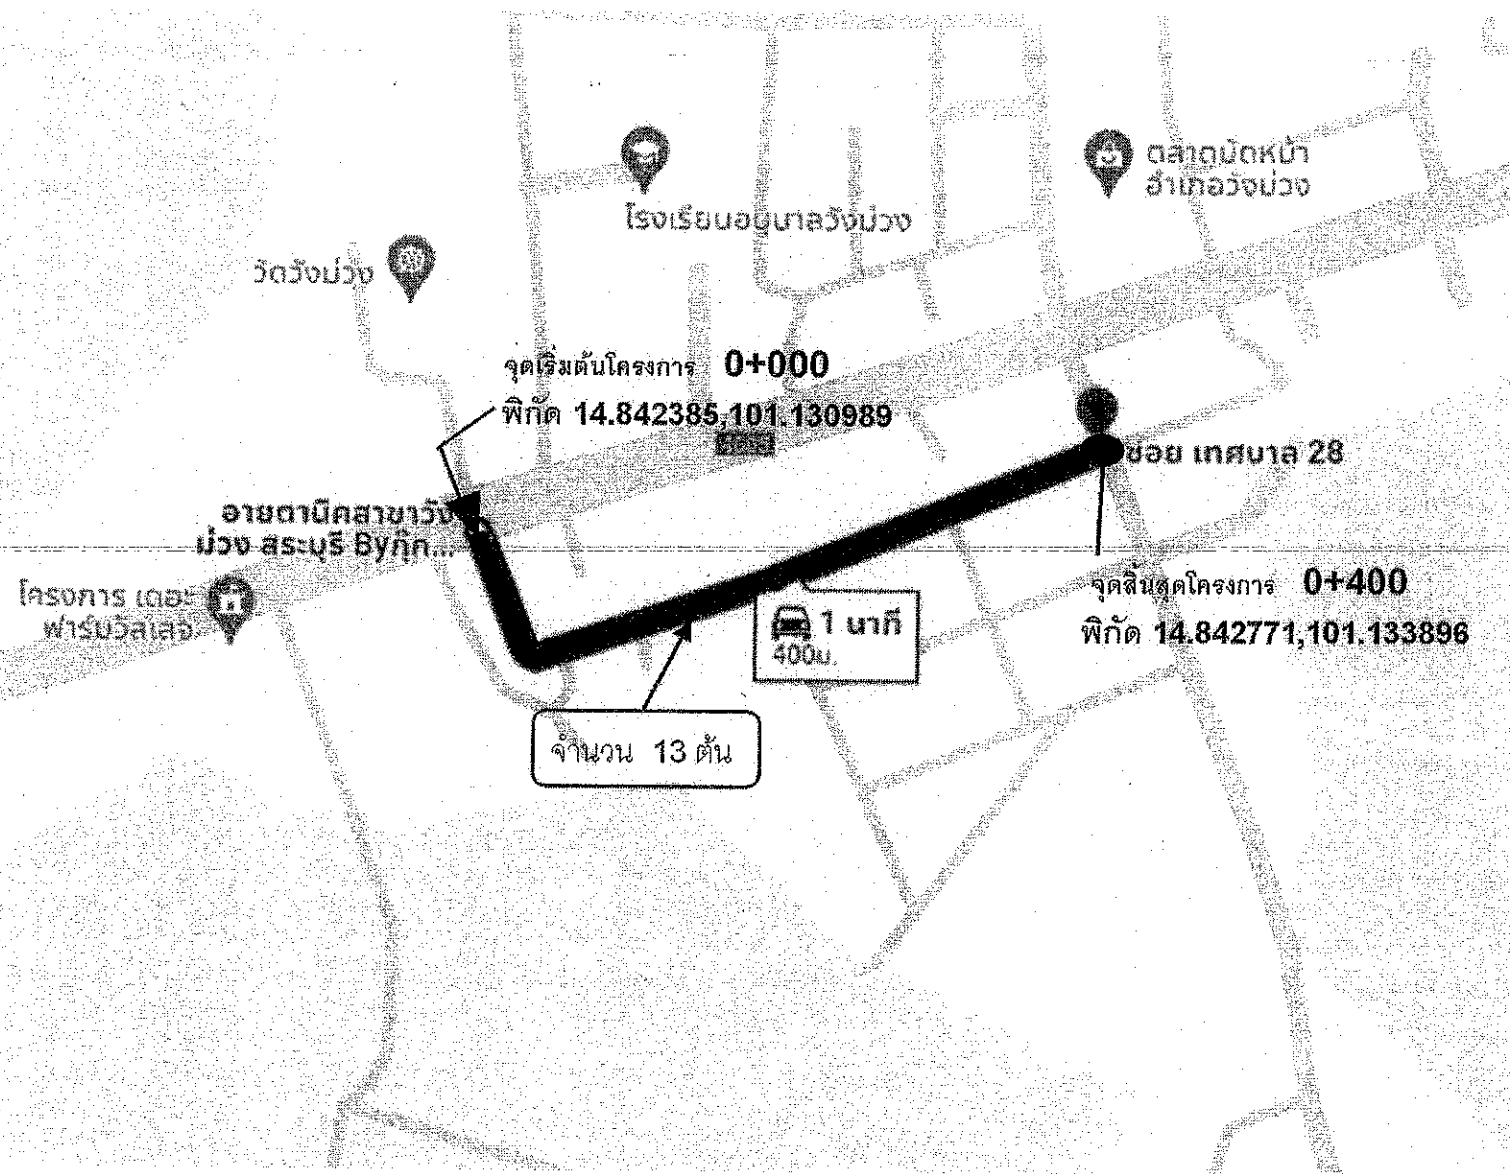 ตลาดนัดหน้า
อำเภอวังม่วง
โรงเรียนอนุบาลวังม่วง
วัดวังม่วง
จุดเริ่มต้นโครงการ 0+000
พิกัด 14.842385,101.130989
ซอย เทศบาล 28
อายตานิคสาขาวัง
ม่วง สระบุรี Byกุ๊ก...
โครงการ เดอะ
ฟาร์มวิลเลจ
จุดสิ้นสุดโครงการ 0+400
พิกัด 14.842771,101.133896
1 นาที
400ม.
จำนวน 13 ต้น